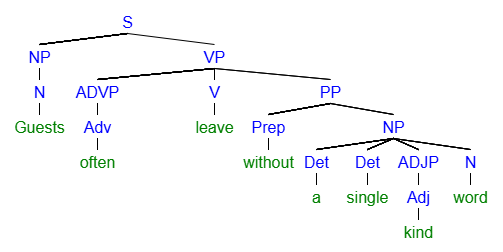 S
NP VP
N ADVP V PP
Guests Adv leave Prep NP
often without Det Det ADJP N
a single Adj word
kind